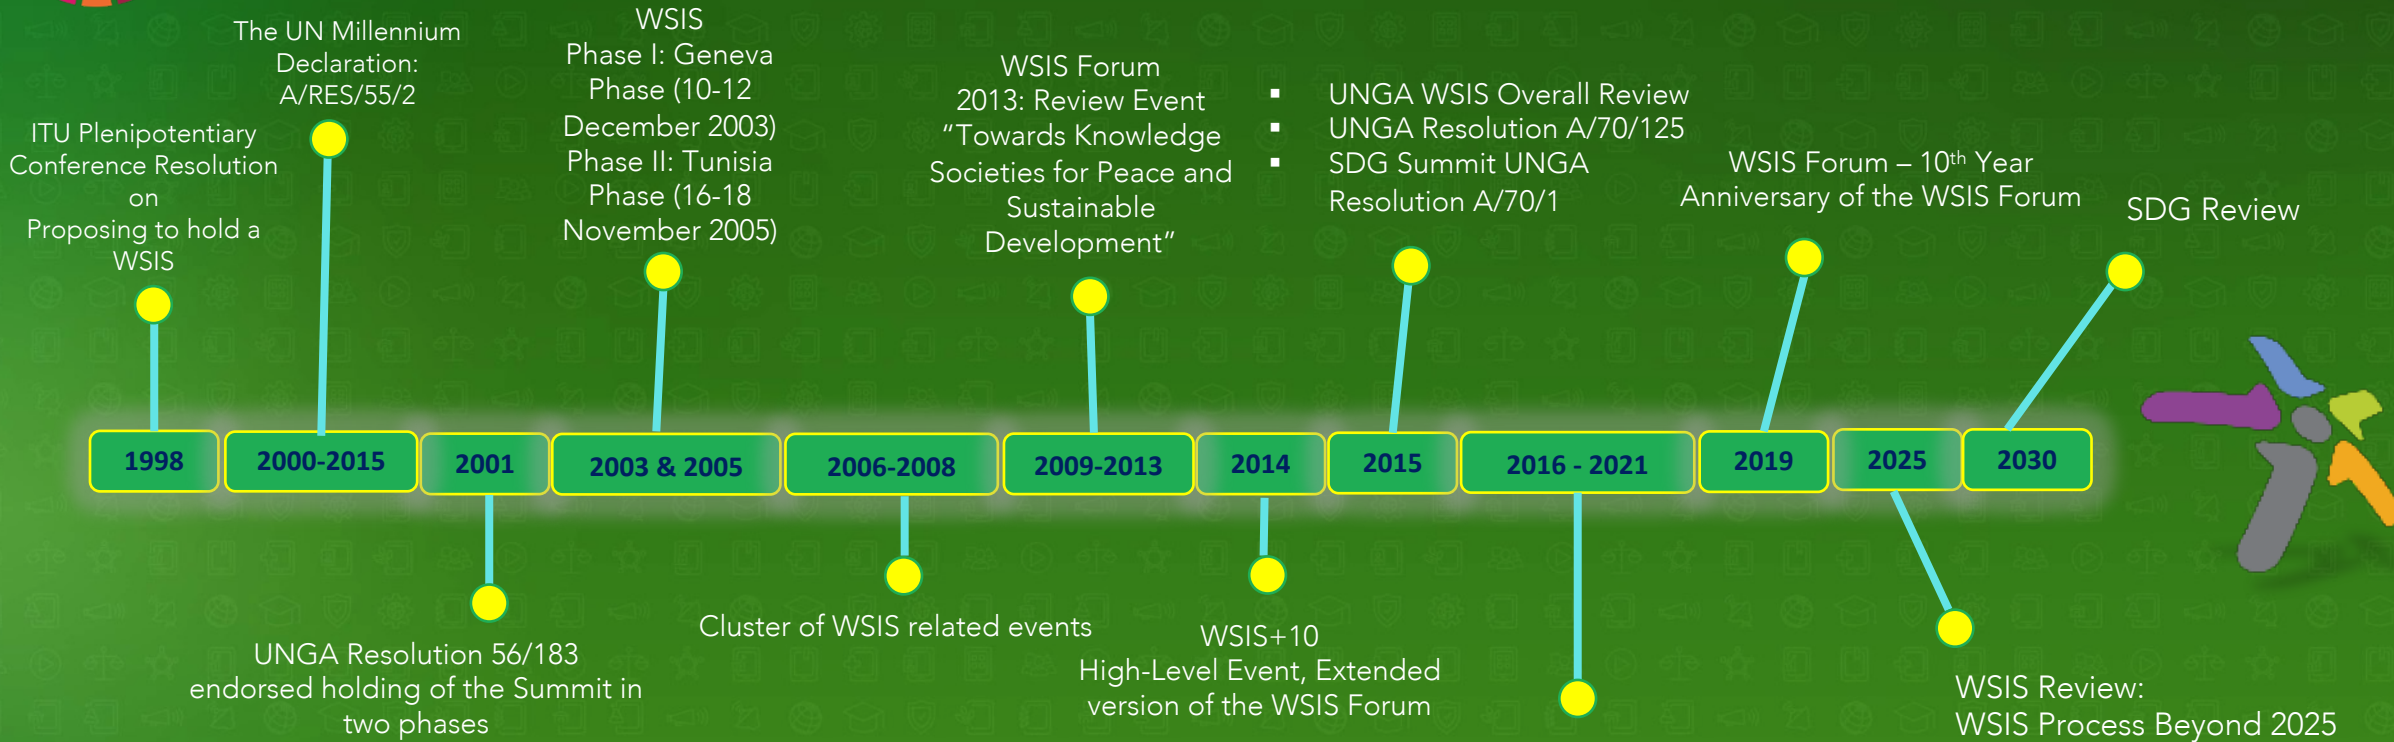 ITU Plenipotentiary
Conference Resolution
on
Proposing to hold a
WSIS
The UN Millennium
Declaration:
A/RES/55/2
WSIS
Phase I: Geneva
Phase (10-12
December 2003)
Phase II: Tunisia
Phase (16-18
November 2005)
WSIS Forum
2013: Review Event
“Towards Knowledge
Societies for Peace and
Sustainable
Development”
▪ UNGA WSIS Overall Review
▪ UNGA Resolution A/70/125
▪ SDG Summit UNGA
Resolution A/70/1
WSIS Forum – 10th Year
Anniversary of the WSIS Forum
SDG Review
1998
2000-2015
2001
2003 & 2005
2006-2008
2009-2013
2014
2015
2016 - 2021
2019
2025
2030
UNGA Resolution 56/183
endorsed holding of the Summit in
two phases
Cluster of WSIS related events
WSIS+10
High-Level Event, Extended
version of the WSIS Forum
WSIS Review:
WSIS Process Beyond 2025